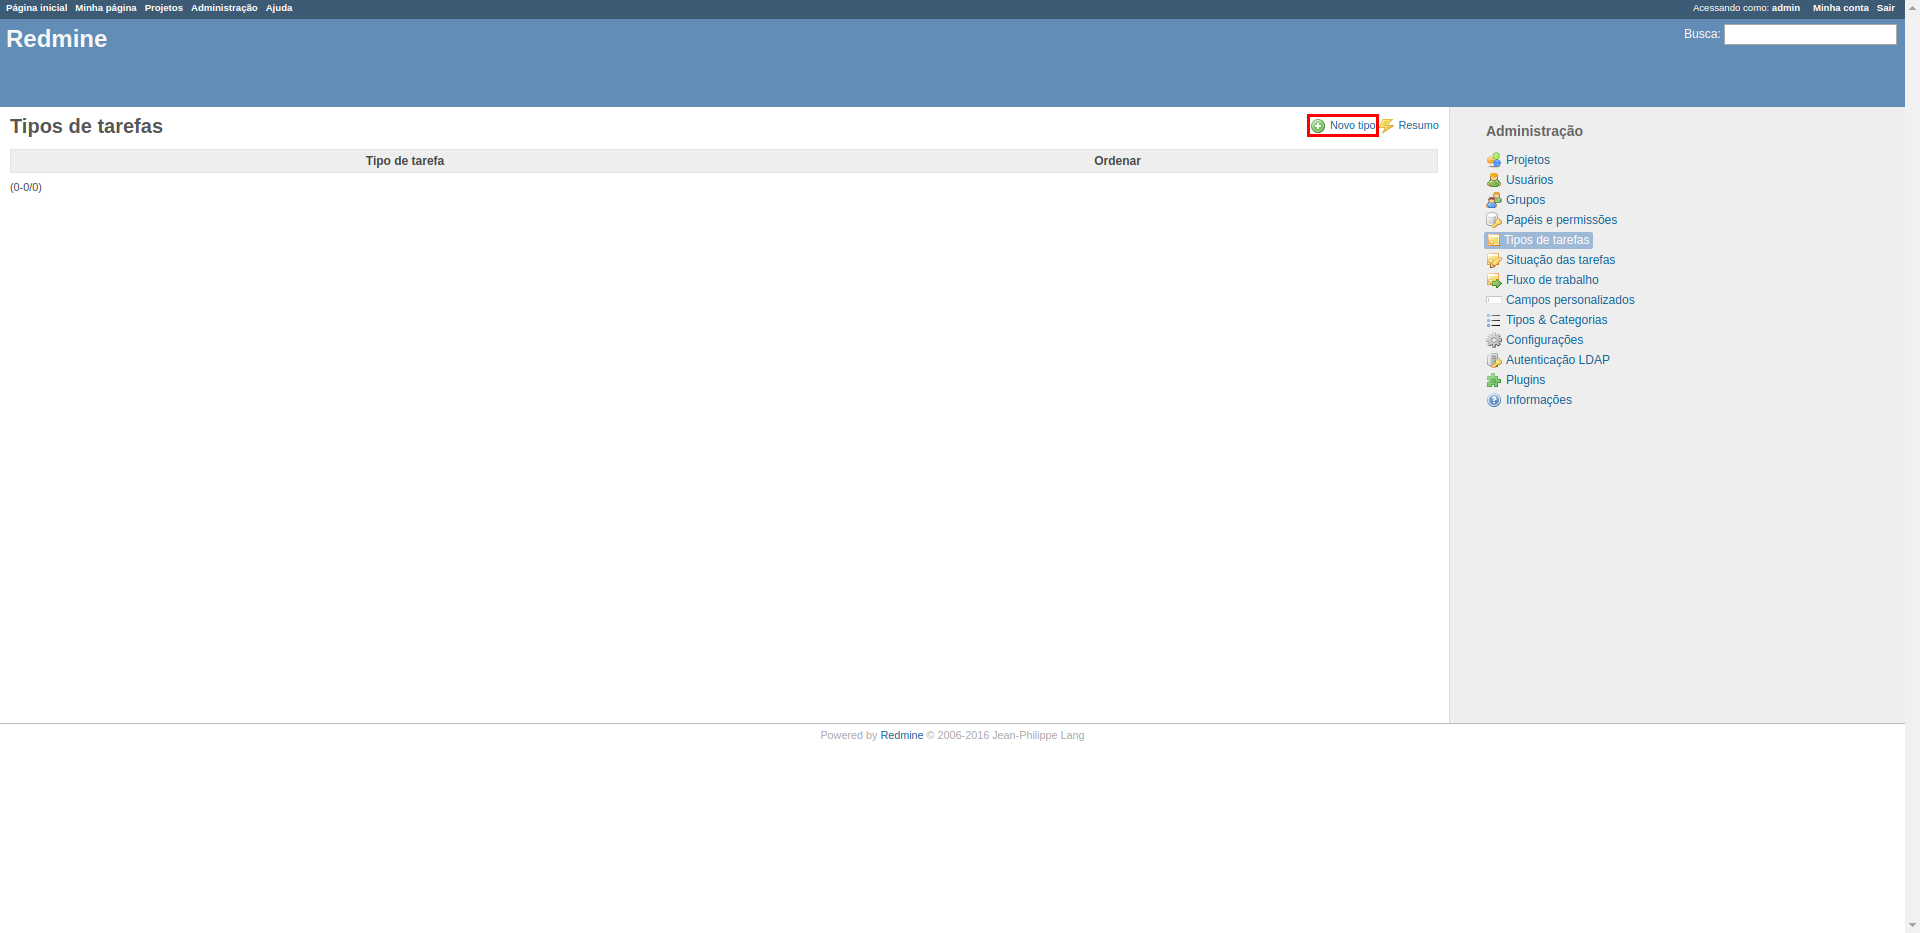 Página inicial Minha página Projetos Administração Ajuda
Acessando como: admin Minha conta Sair
Redmine
Busca:
Tipos de tarefas
Novo tipo Resumo
Tipo de tarefa Ordenar
(0-0/0)
Administração
Projetos
Usuários
Grupos
Papéis e permissões
Tipos de tarefas
Situação das tarefas
Fluxo de trabalho
Campos personalizados
Tipos & Categorias
Configurações
Autenticação LDAP
Plugins
Informações
Powered by Redmine © 2006-2016 Jean-Philippe Lang